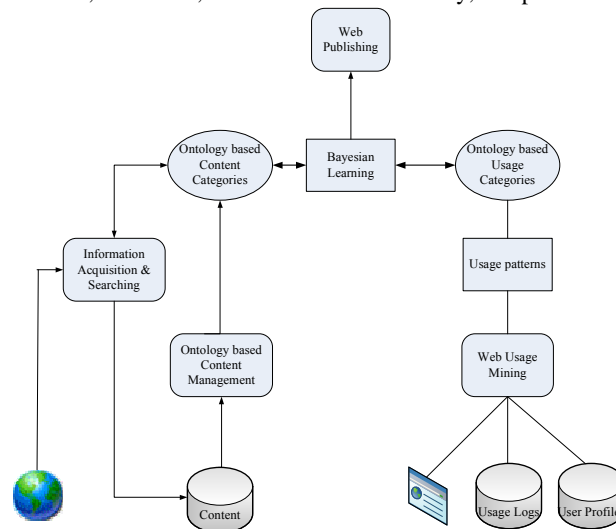 Web
Publishing
Ontology based
Content
Categories
Bayesian
Learning
Ontology based
Usage
Categories
Information
Acquisition &
Searching
Usage patterns
Ontology based
Content
Management
Web Usage
Mining
Content
Usage Logs
User Profile